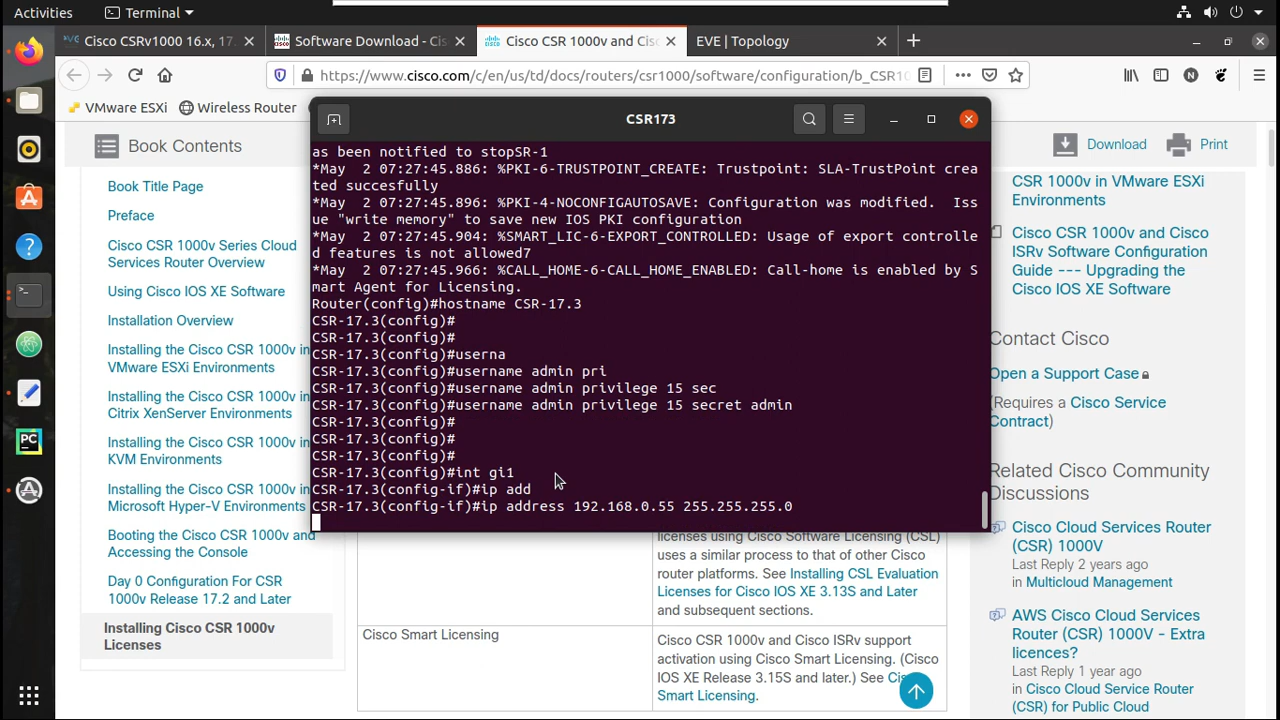 Activities
Terminal
Cisco CSRv1000 16.x, 17.
Software Download - Cis
Cisco CSR 1000v and Cisc
EVE | Topology
https://www.cisco.com/c/en/us/td/docs/routers/csr1000/software/configuration/b_CSR10
VMware ESXi
Wireless Router
CSR173
Book Contents
Download
Print
Book Title Page
Preface
Cisco CSR 1000v Series Cloud
Services Router Overview
Using Cisco IOS XE Software
Installation Overview
Installing the Cisco CSR 1000v in
VMware ESXi Environments
Installing the Cisco CSR 1000v in
Citrix XenServer Environments
Installing the Cisco CSR 1000v in
KVM Environments
Installing the Cisco CSR 1000v in
Microsoft Hyper-V Environments
Booting the Cisco CSR 1000v and
Accessing the Console
Day 0 Configuration For CSR
1000v Release 17.2 and Later
Installing Cisco CSR 1000v
Licenses
as been notified to stopSR-1
*May  2 07:27:45.886: %PKI-6-TRUSTPOINT_CREATE: Trustpoint: SLA-TrustPoint crea
ted succesfully
*May  2 07:27:45.896: %PKI-4-NOCONFIGAUTOSAVE: Configuration was modified.  Iss
ue "write memory" to save new IOS PKI configuration
*May  2 07:27:45.904: %SMART_LIC-6-EXPORT_CONTROLLED: Usage of export controlle
d features is not allowed7
*May  2 07:27:45.966: %CALL_HOME-6-CALL_HOME_ENABLED: Call-home is enabled by S
mart Agent for Licensing.
Router(config)#hostname CSR-17.3
CSR-17.3(config)#
CSR-17.3(config)#
CSR-17.3(config)#userna
CSR-17.3(config)#username admin pri
CSR-17.3(config)#username admin privilege 15 sec
CSR-17.3(config)#username admin privilege 15 secret admin
CSR-17.3(config)#
CSR-17.3(config)#
CSR-17.3(config)#
CSR-17.3(config)#int gi1
CSR-17.3(config-if)#ip add
CSR-17.3(config-if)#ip address 192.168.0.55 255.255.255.0
licenses using Cisco Software Licensing (CSL)
uses a similar process to that of other Cisco
router platforms. See Installing CSL Evaluation
Licenses for Cisco IOS XE 3.13S and Later
and subsequent sections.
Cisco Smart Licensing
Cisco CSR 1000v and Cisco ISRv support
activation using Cisco Smart Licensing. (Cisco
IOS XE Release 3.15S and later.) See Cis
Smart Licensing.
CSR 1000v in VMware ESXi
Environments
Cisco CSR 1000v and Cisco
ISRv Software Configuration
Guide --- Upgrading the
Cisco IOS XE Software
Contact Cisco
Open a Support Case
(Requires a Cisco Service
Contract)
Related Cisco Community
Discussions
Cisco Cloud Services Router
(CSR) 1000V
Last Reply 2 years ago
in Multicloud Management
AWS Cisco Cloud Services
Router (CSR) 1000V - Extra
licences?
Last Reply 1 year ago
in Cisco Cloud Service Router
(CSR) for Public Cloud